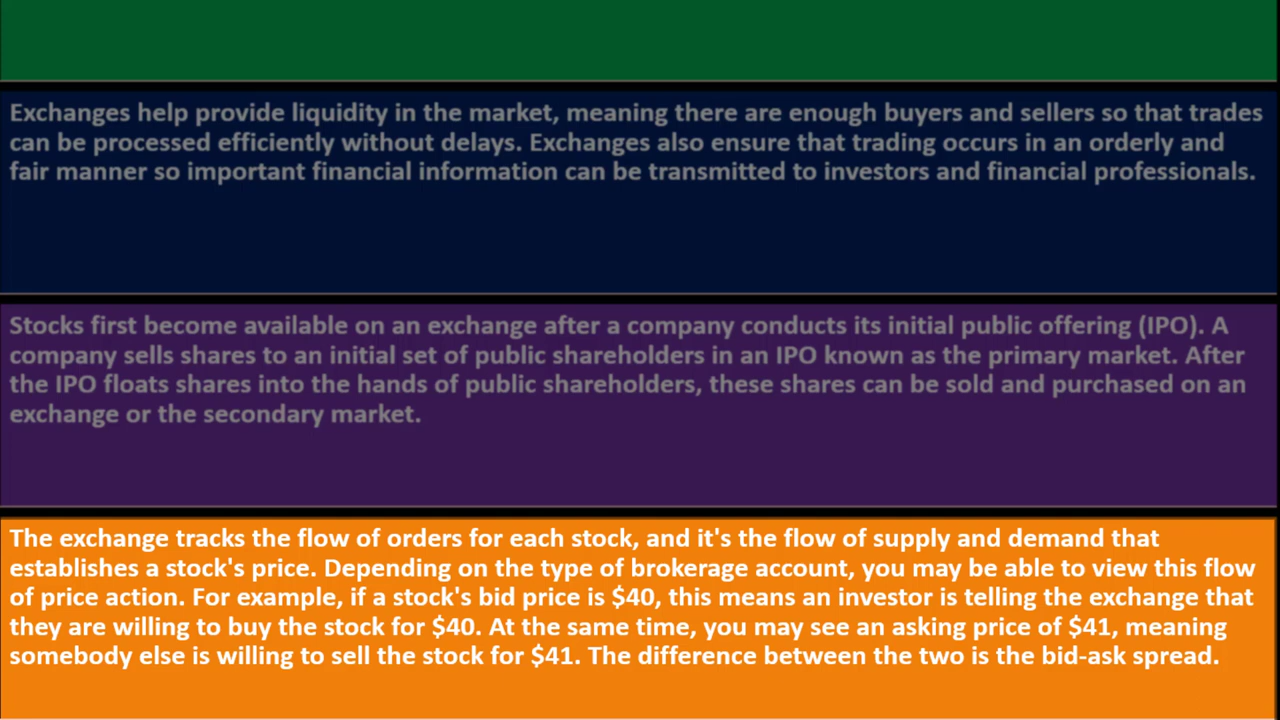 Exchanges help provide liquidity in the market, meaning there are enough buyers and sellers so that trades
can be processed efficiently without delays. Exchanges also ensure that trading occurs in an orderly and
fair manner so important financial information can be transmitted to investors and financial professionals.
Stocks first become available on an exchange after a company conducts its initial public offering (IPO). A
company sells shares to an initial set of public shareholders in an IPO known as the primary market. After
the IPO floats shares into the hands of public shareholders, these shares can be sold and purchased on an
exchange or the secondary market.
The exchange tracks the flow of orders for each stock, and it's the flow of supply and demand that
establishes a stock's price. Depending on the type of brokerage account, you may be able to view this flow
of price action. For example, if a stock's bid price is $40, this means an investor is telling the exchange that
they are willing to buy the stock for $40. At the same time, you may see an asking price of $41, meaning
somebody else is willing to sell the stock for $41. The difference between the two is the bid-ask spread.